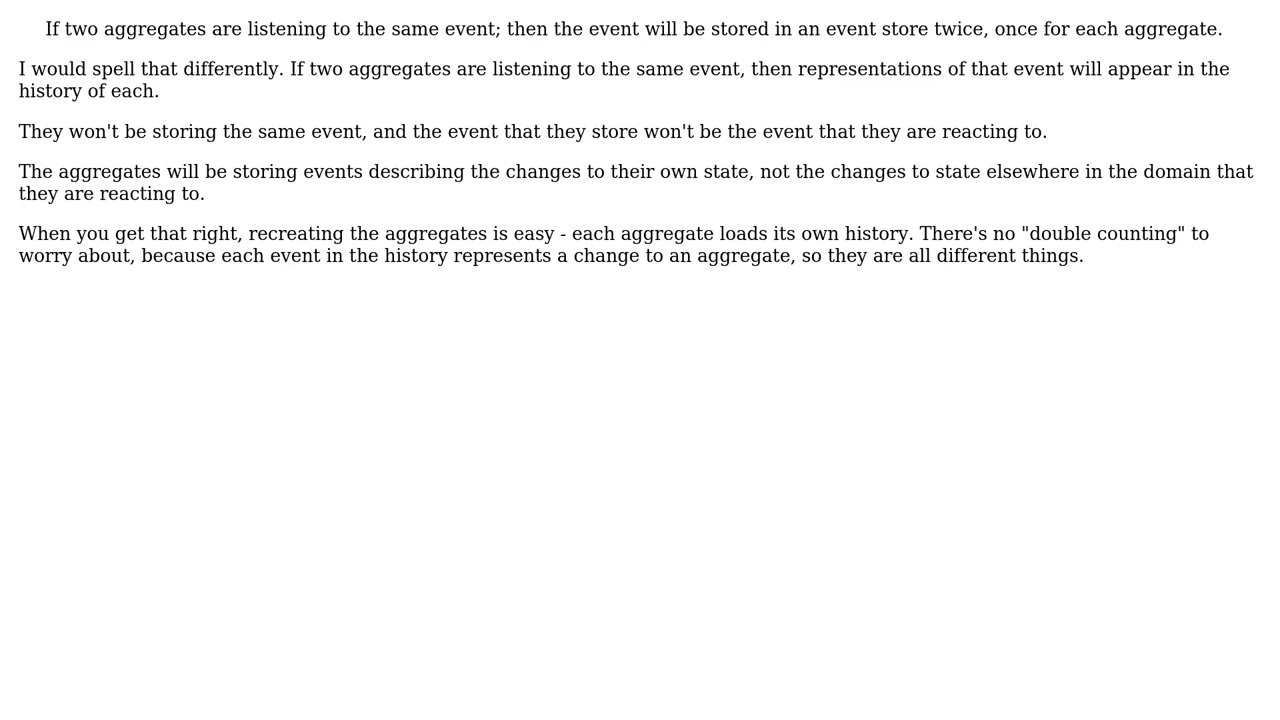 If two aggregates are listening to the same event; then the event will be stored in an event store twice, once for each aggregate.
I would spell that differently. If two aggregates are listening to the same event, then representations of that event will appear in the
history of each.
They won't be storing the same event, and the event that they store won't be the event that they are reacting to.
The aggregates will be storing events describing the changes to their own state, not the changes to state elsewhere in the domain that
they are reacting to.
When you get that right, recreating the aggregates is easy - each aggregate loads its own history. There's no "double counting" to
worry about, because each event in the history represents a change to an aggregate, so they are all different things.